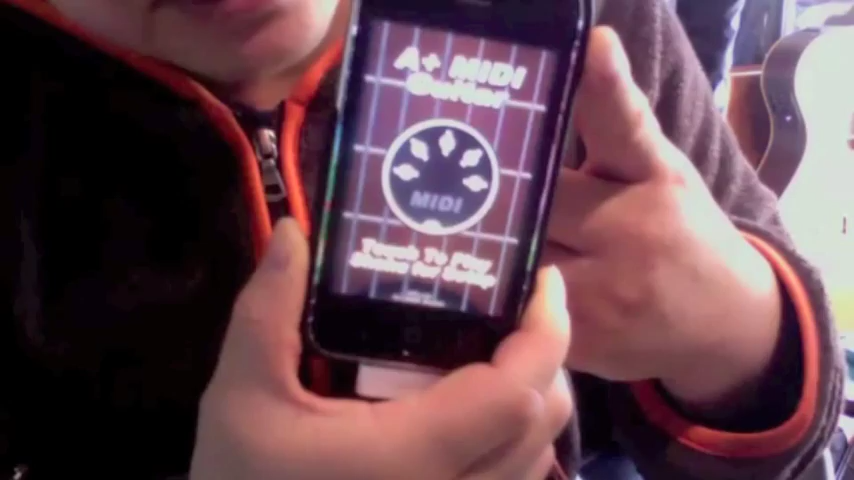 A+ MIDI
Guitar
MIDI
Touch To Play
Shake for Setup